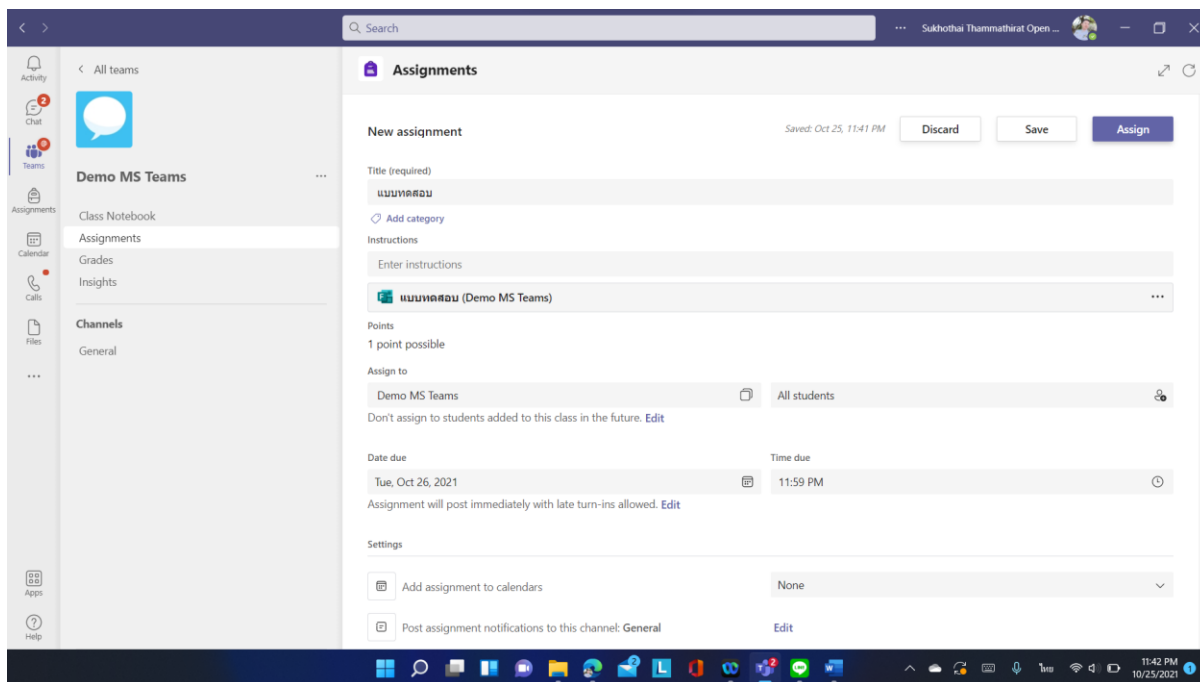 Search
Sukhothai Thammathirat Open ...
Activity
Chat
2
Teams
Assignments
Calendar
Calls
Files
Apps
Help
All teams
Demo MS Teams
Class Notebook
Assignments
Grades
Insights
Channels
General
Assignments
New assignment
Saved: Oct 25, 11:41 PM
Discard
Save
Assign
Title (required)
แบบทดสอบ
Add category
Instructions
Enter instructions
แบบทดสอบ (Demo MS Teams)
Points
1 point possible
Assign to
Demo MS Teams
All students
Don't assign to students added to this class in the future. Edit
Date due
Time due
Tue, Oct 26, 2021
11:59 PM
Assignment will post immediately with late turn-ins allowed. Edit
Settings
Add assignment to calendars
None
Post assignment notifications to this channel: General
Edit
2
L
2
LINE
W
ไทย
11:42 PM
10/25/2021
1